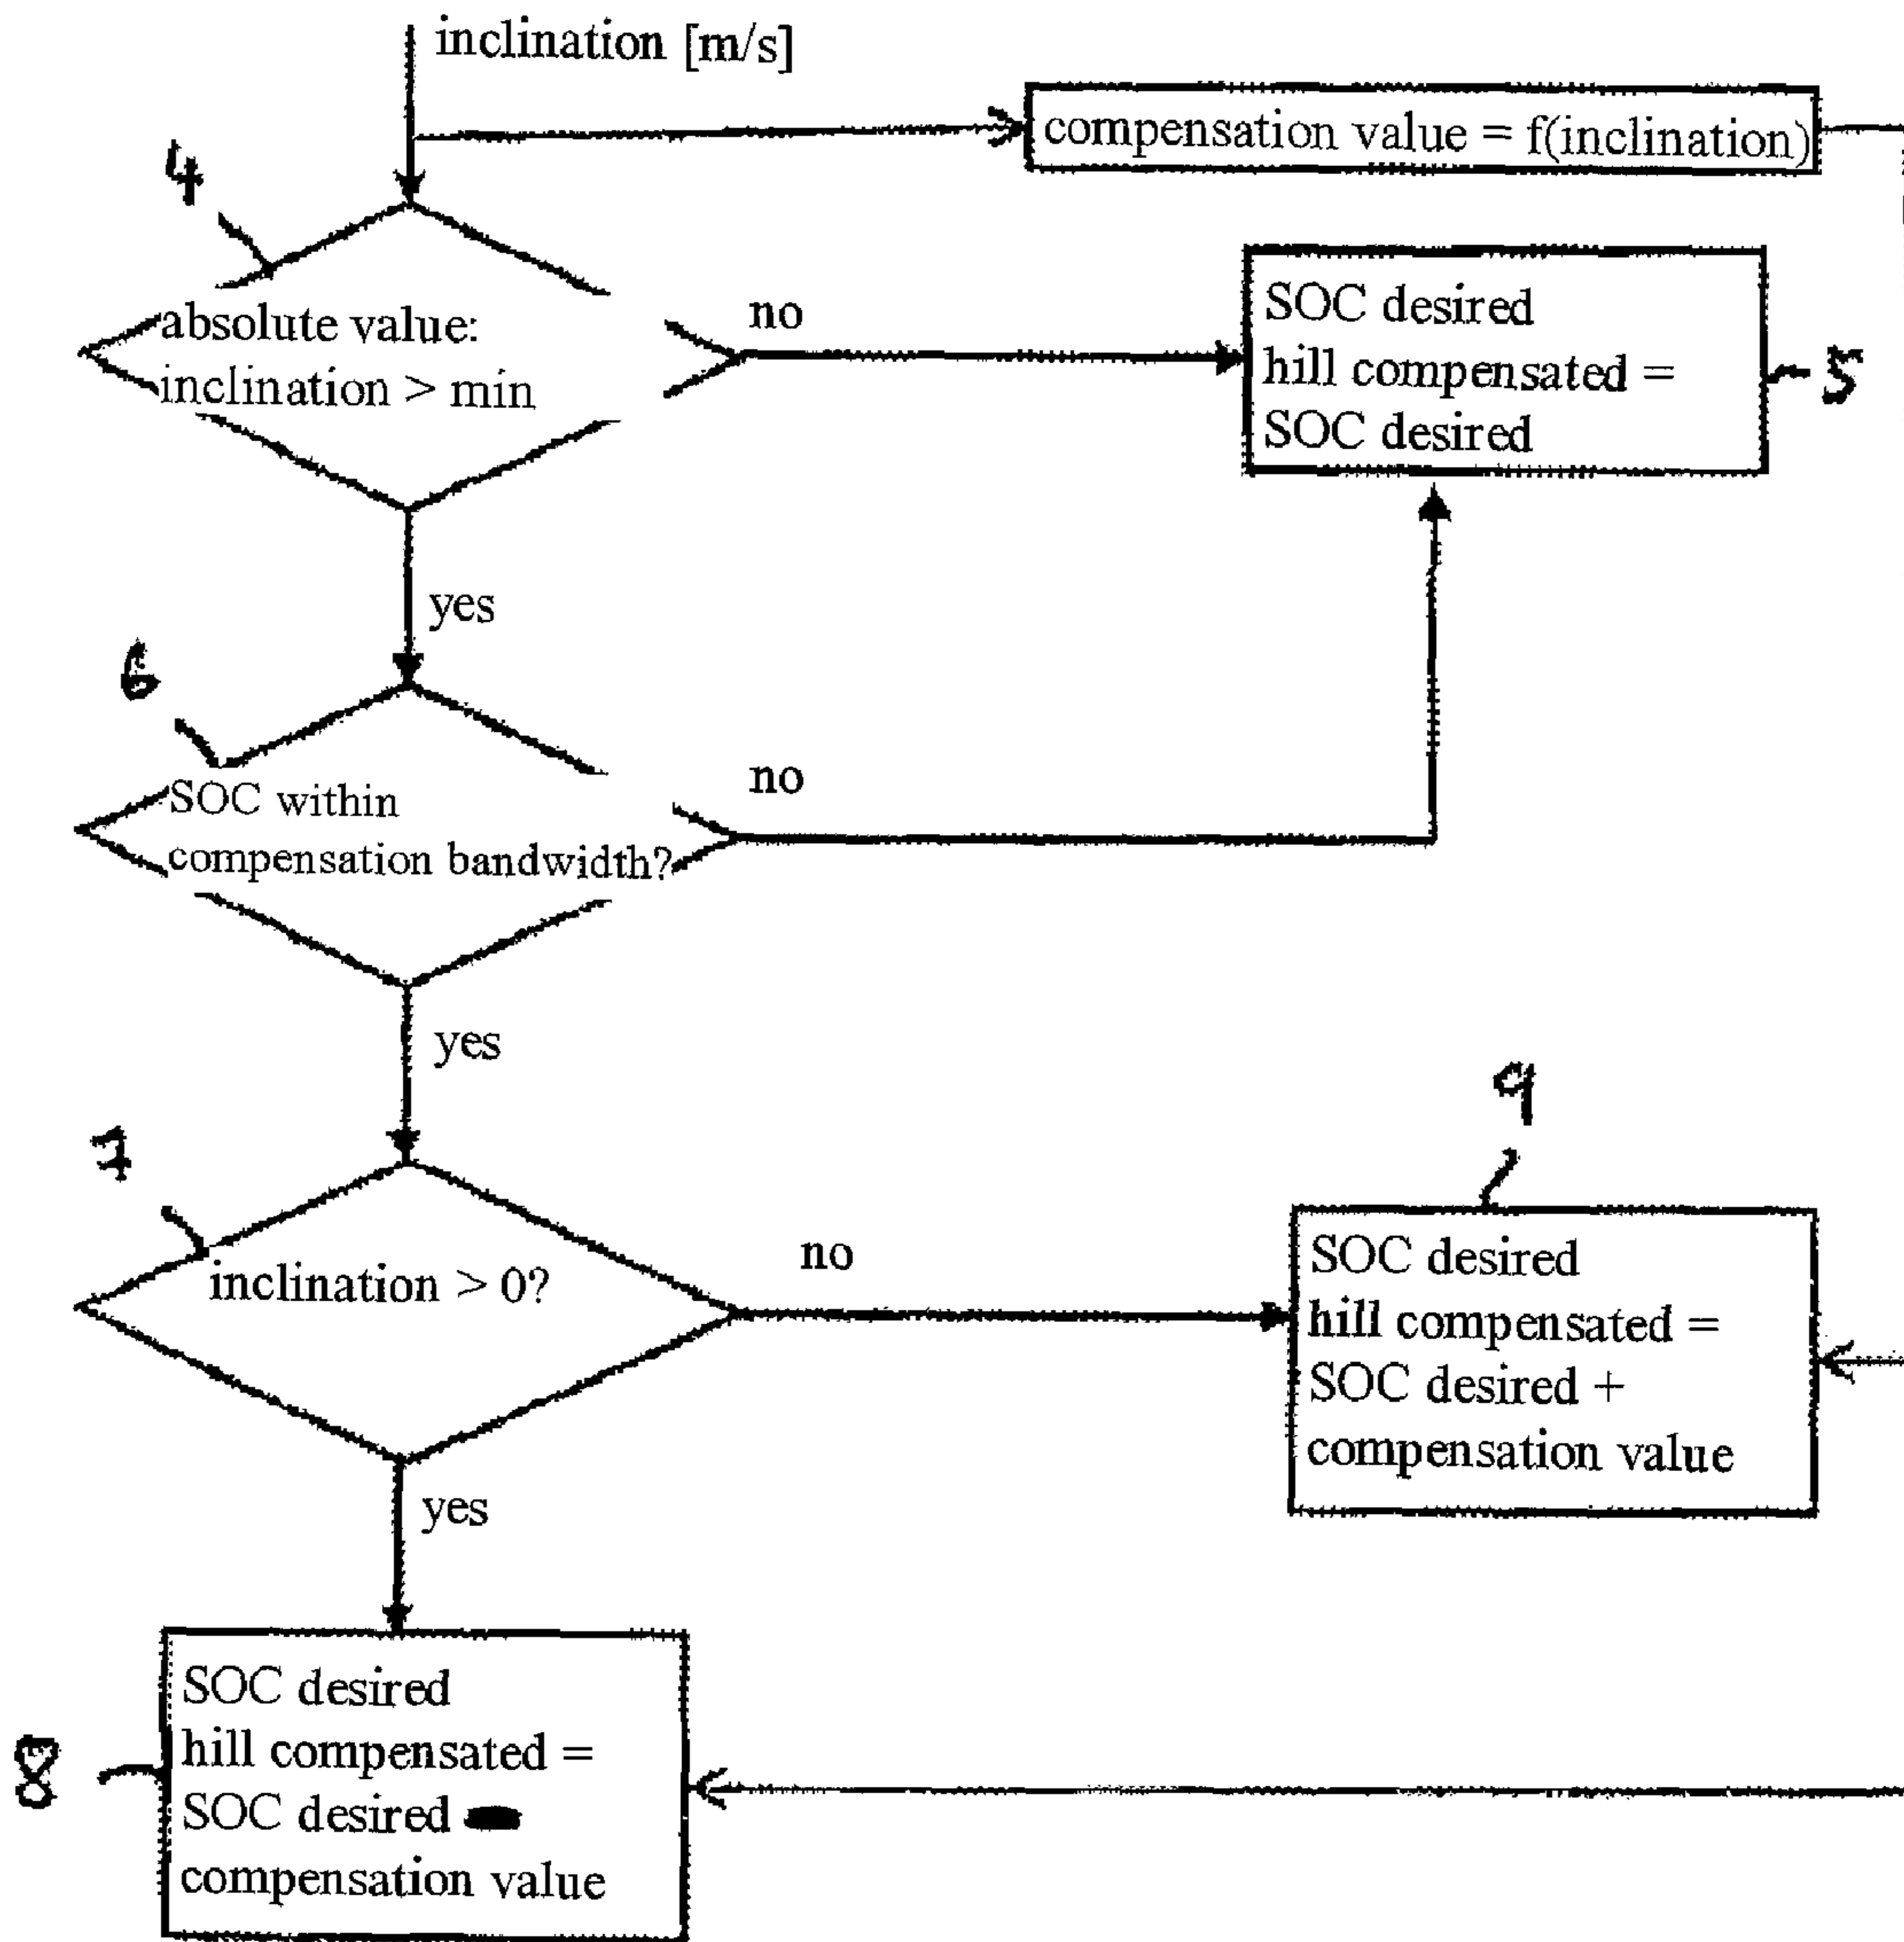 inclination [m/s]
compensation value = f(inclination)
4
absolute value:
inclination > min
no
SOC desired
hill compensated =
SOC desired
5
yes
6
SOC within
compensation bandwidth?
no
yes
7
inclination > 0?
no
9
SOC desired
hill compensated =
SOC desired +
compensation value
yes
8
SOC desired
hill compensated =
SOC desired -
compensation value